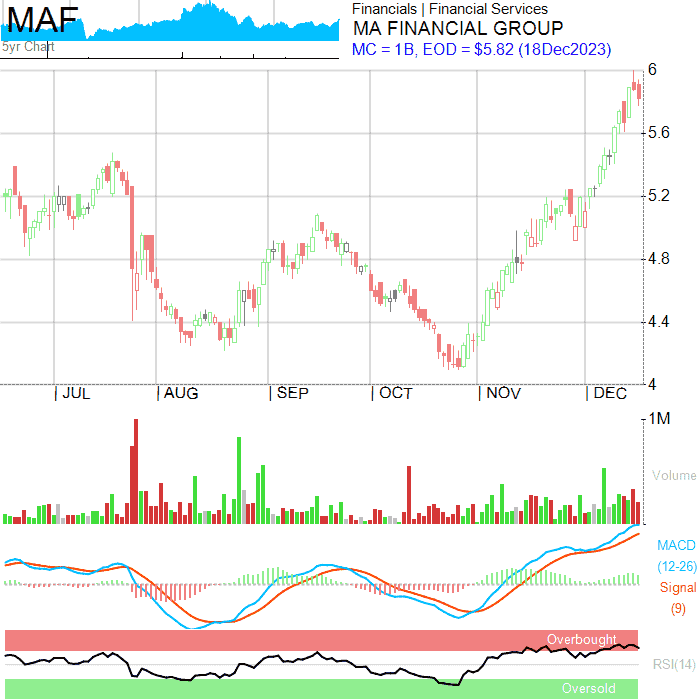 MAF
5yr Chart
Financials | Financial Services
MA FINANCIAL GROUP
MC = 1B, EOD = $5.82 (18Dec2023)
6
5.6
5.2
4.8
4.4
4
JUL
AUG
SEP
OCT
NOV
DEC
1M
Volume
MACD
(12-26)
Signal
(9)
Overbought
RSI(14)
Oversold